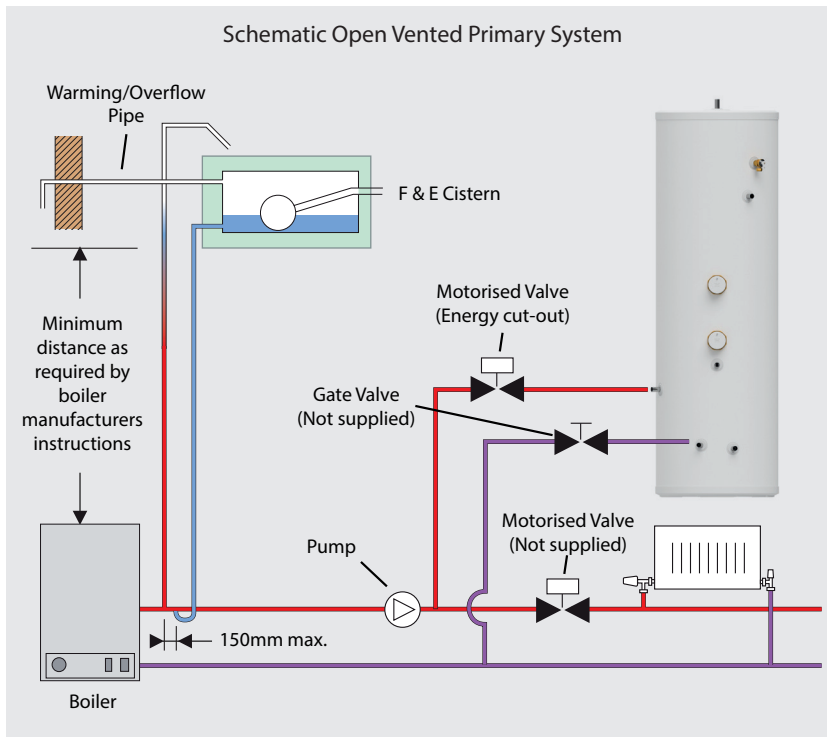 Schematic Open Vented Primary System
Warming/Overflow
Pipe
F & E Cistern
Minimum
distance as
required by
boiler
manufacturers
instructions
Motorised Valve
(Energy cut-out)
Gate Valve
(Not supplied)
Motorised Valve
(Not supplied)
Pump
150mm max.
Boiler